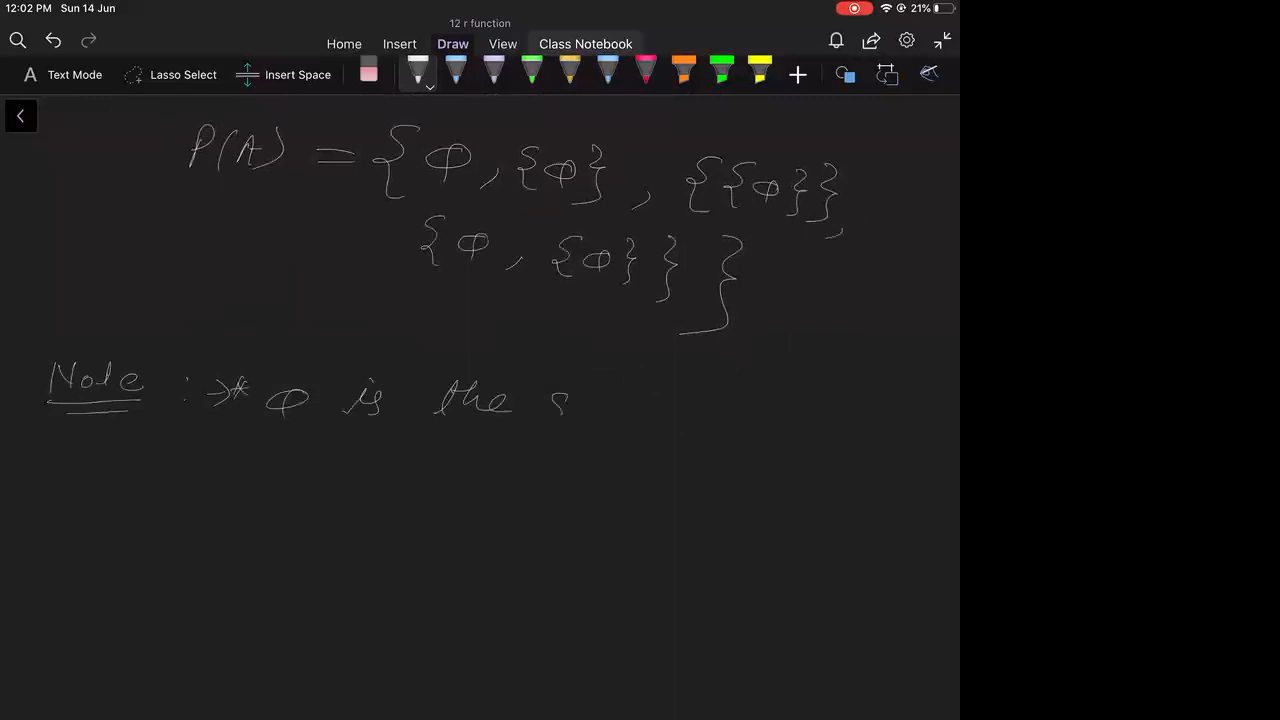 12:02 PM Sun 14 Jun 21%
12 r function
Home Insert Draw View Class Notebook
A Text Mode Lasso Select Insert Space
P(A) = {Φ, {Φ}, {{Φ}},
{Φ, {Φ}}}
Note :→* Φ is the s